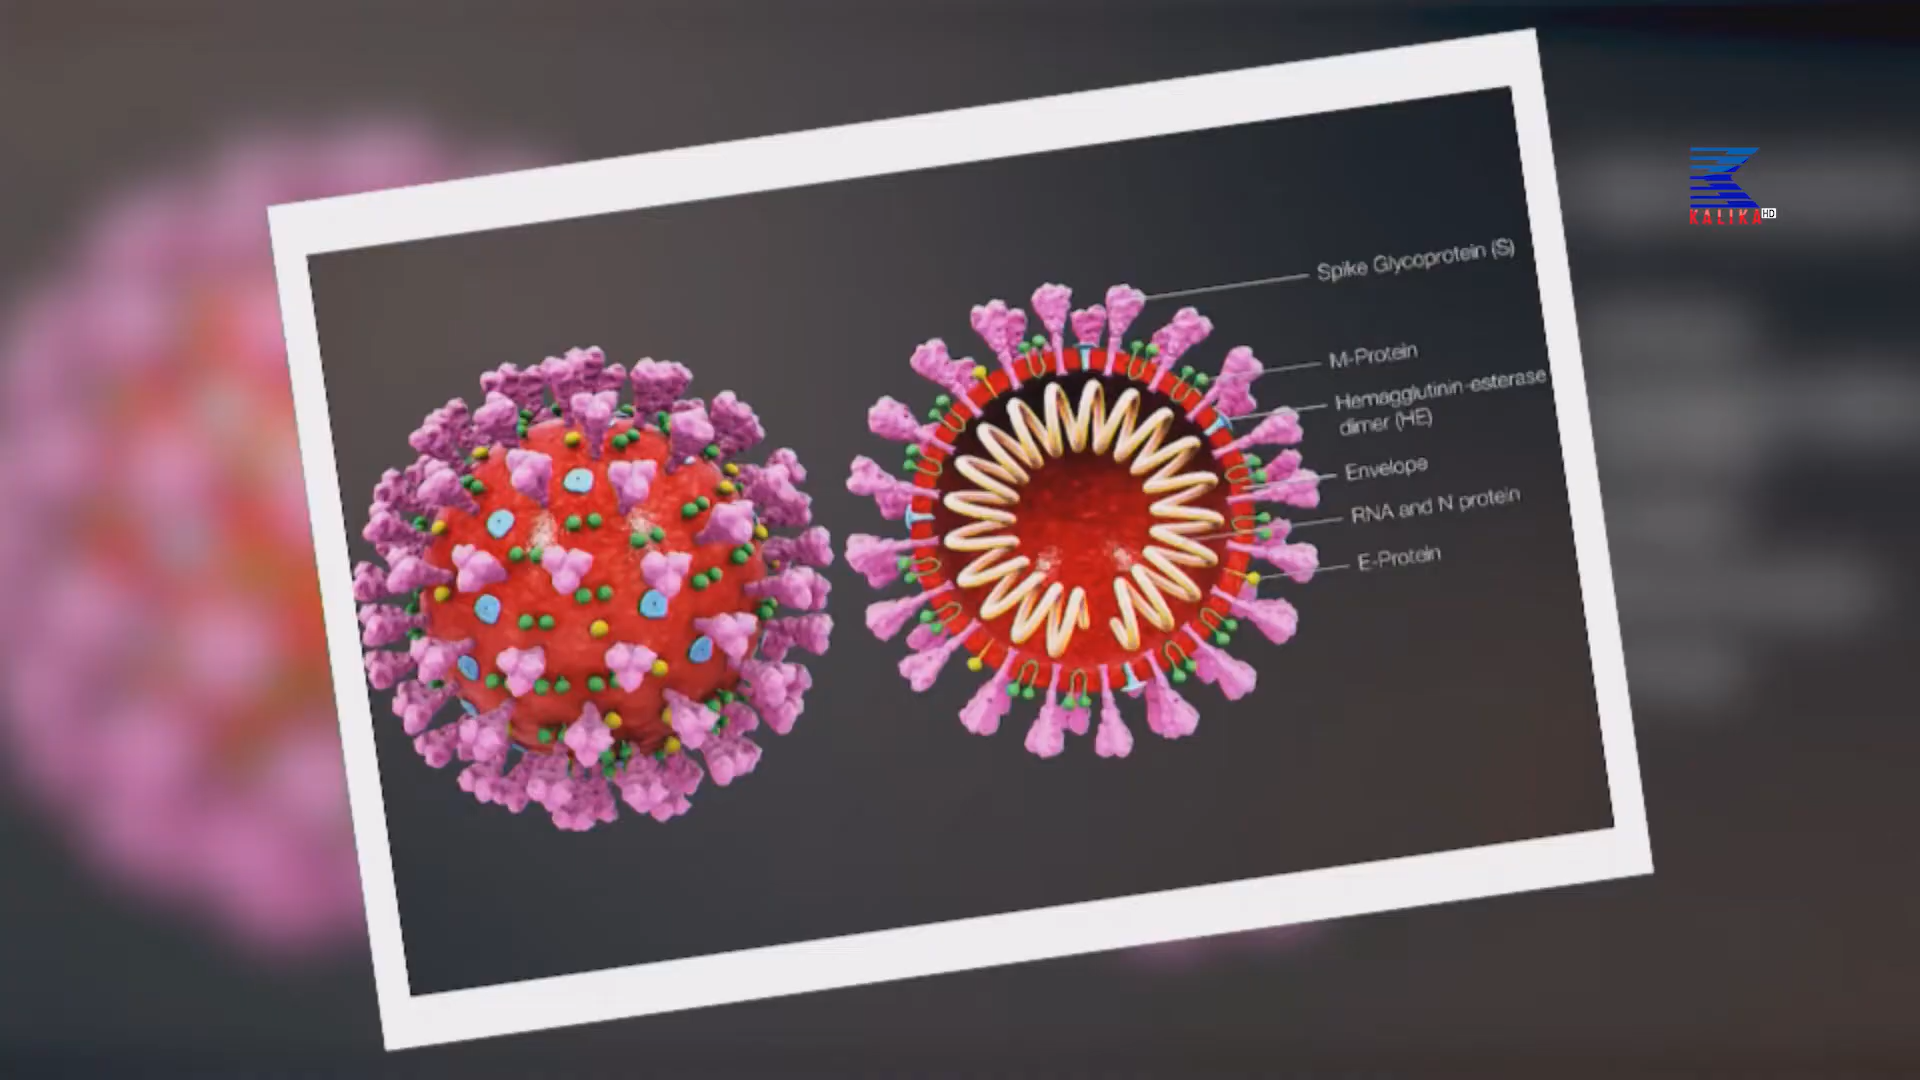 Spike Glycoprotein (S)
M-Protein
Hemagglutinin-esterase
dimer (HE)
Envelope
RNA and N protein
E-Protein
KALIKA HD